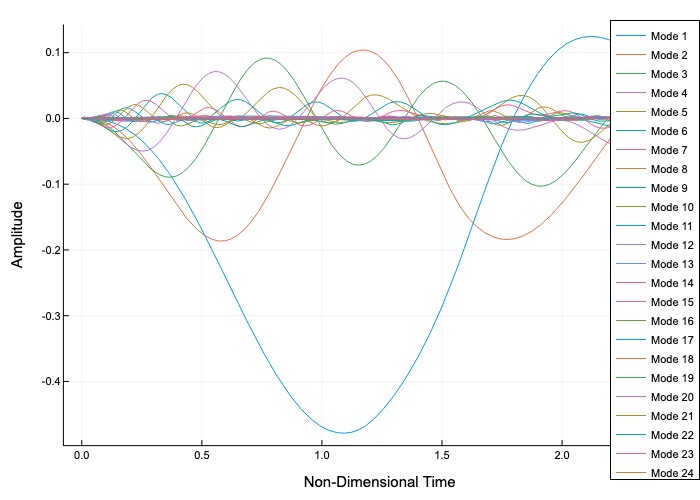 0.1
0.0
-0.1
-0.2
-0.3
-0.4
Amplitude
0.0
0.5
1.0
1.5
2.0
Non-Dimensional Time
Mode 1
Mode 2
Mode 3
Mode 4
Mode 5
Mode 6
Mode 7
Mode 8
Mode 9
Mode 10
Mode 11
Mode 12
Mode 13
Mode 14
Mode 15
Mode 16
Mode 17
Mode 18
Mode 19
Mode 20
Mode 21
Mode 22
Mode 23
Mode 24